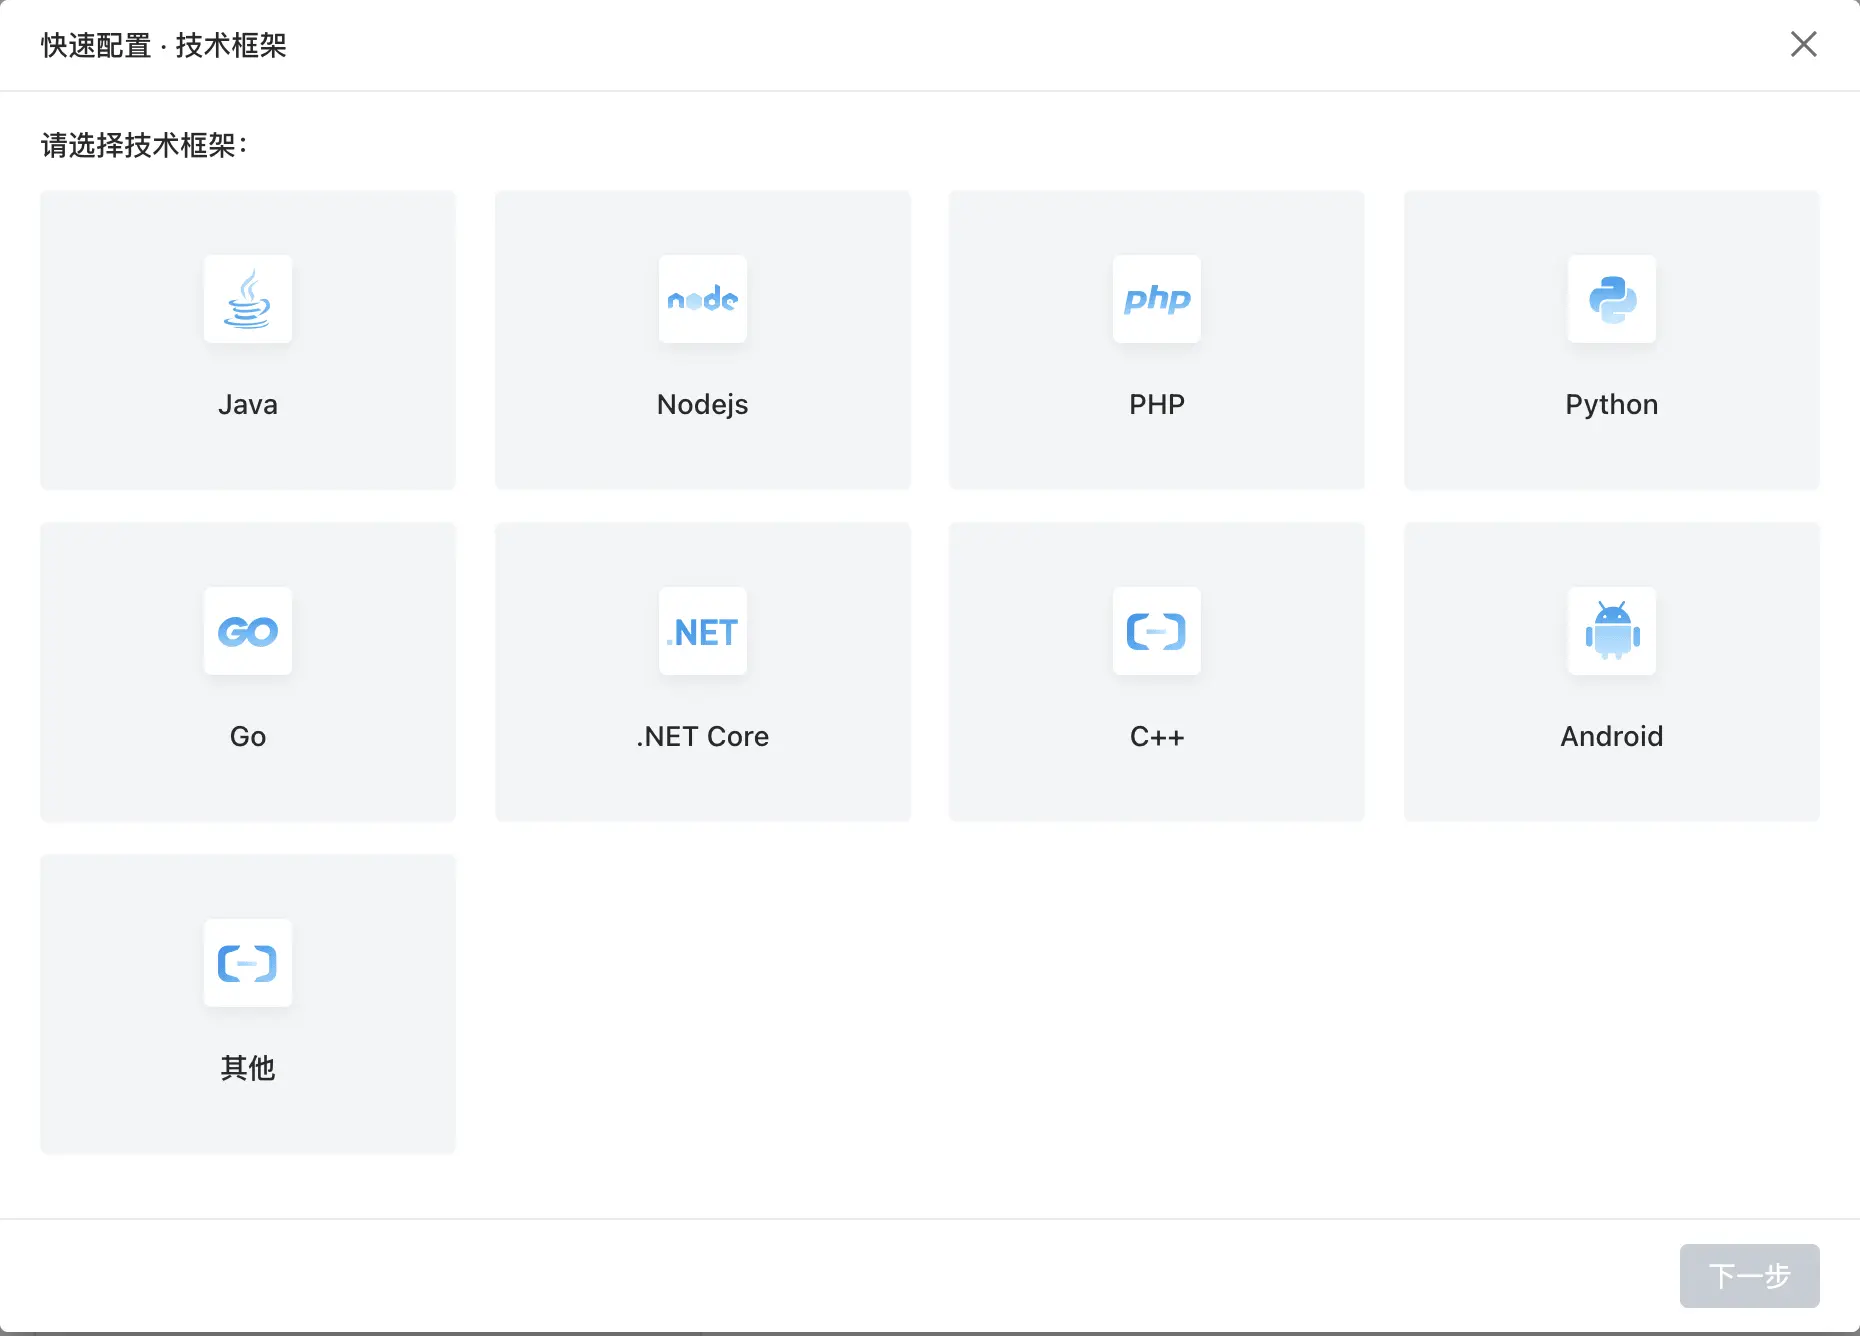 快速配置 · 技术框架
请选择技术框架：
node
php
Java
Nodejs
PHP
Python
GO
.NET
Go
.NET Core
C++
Android
其他
下一步